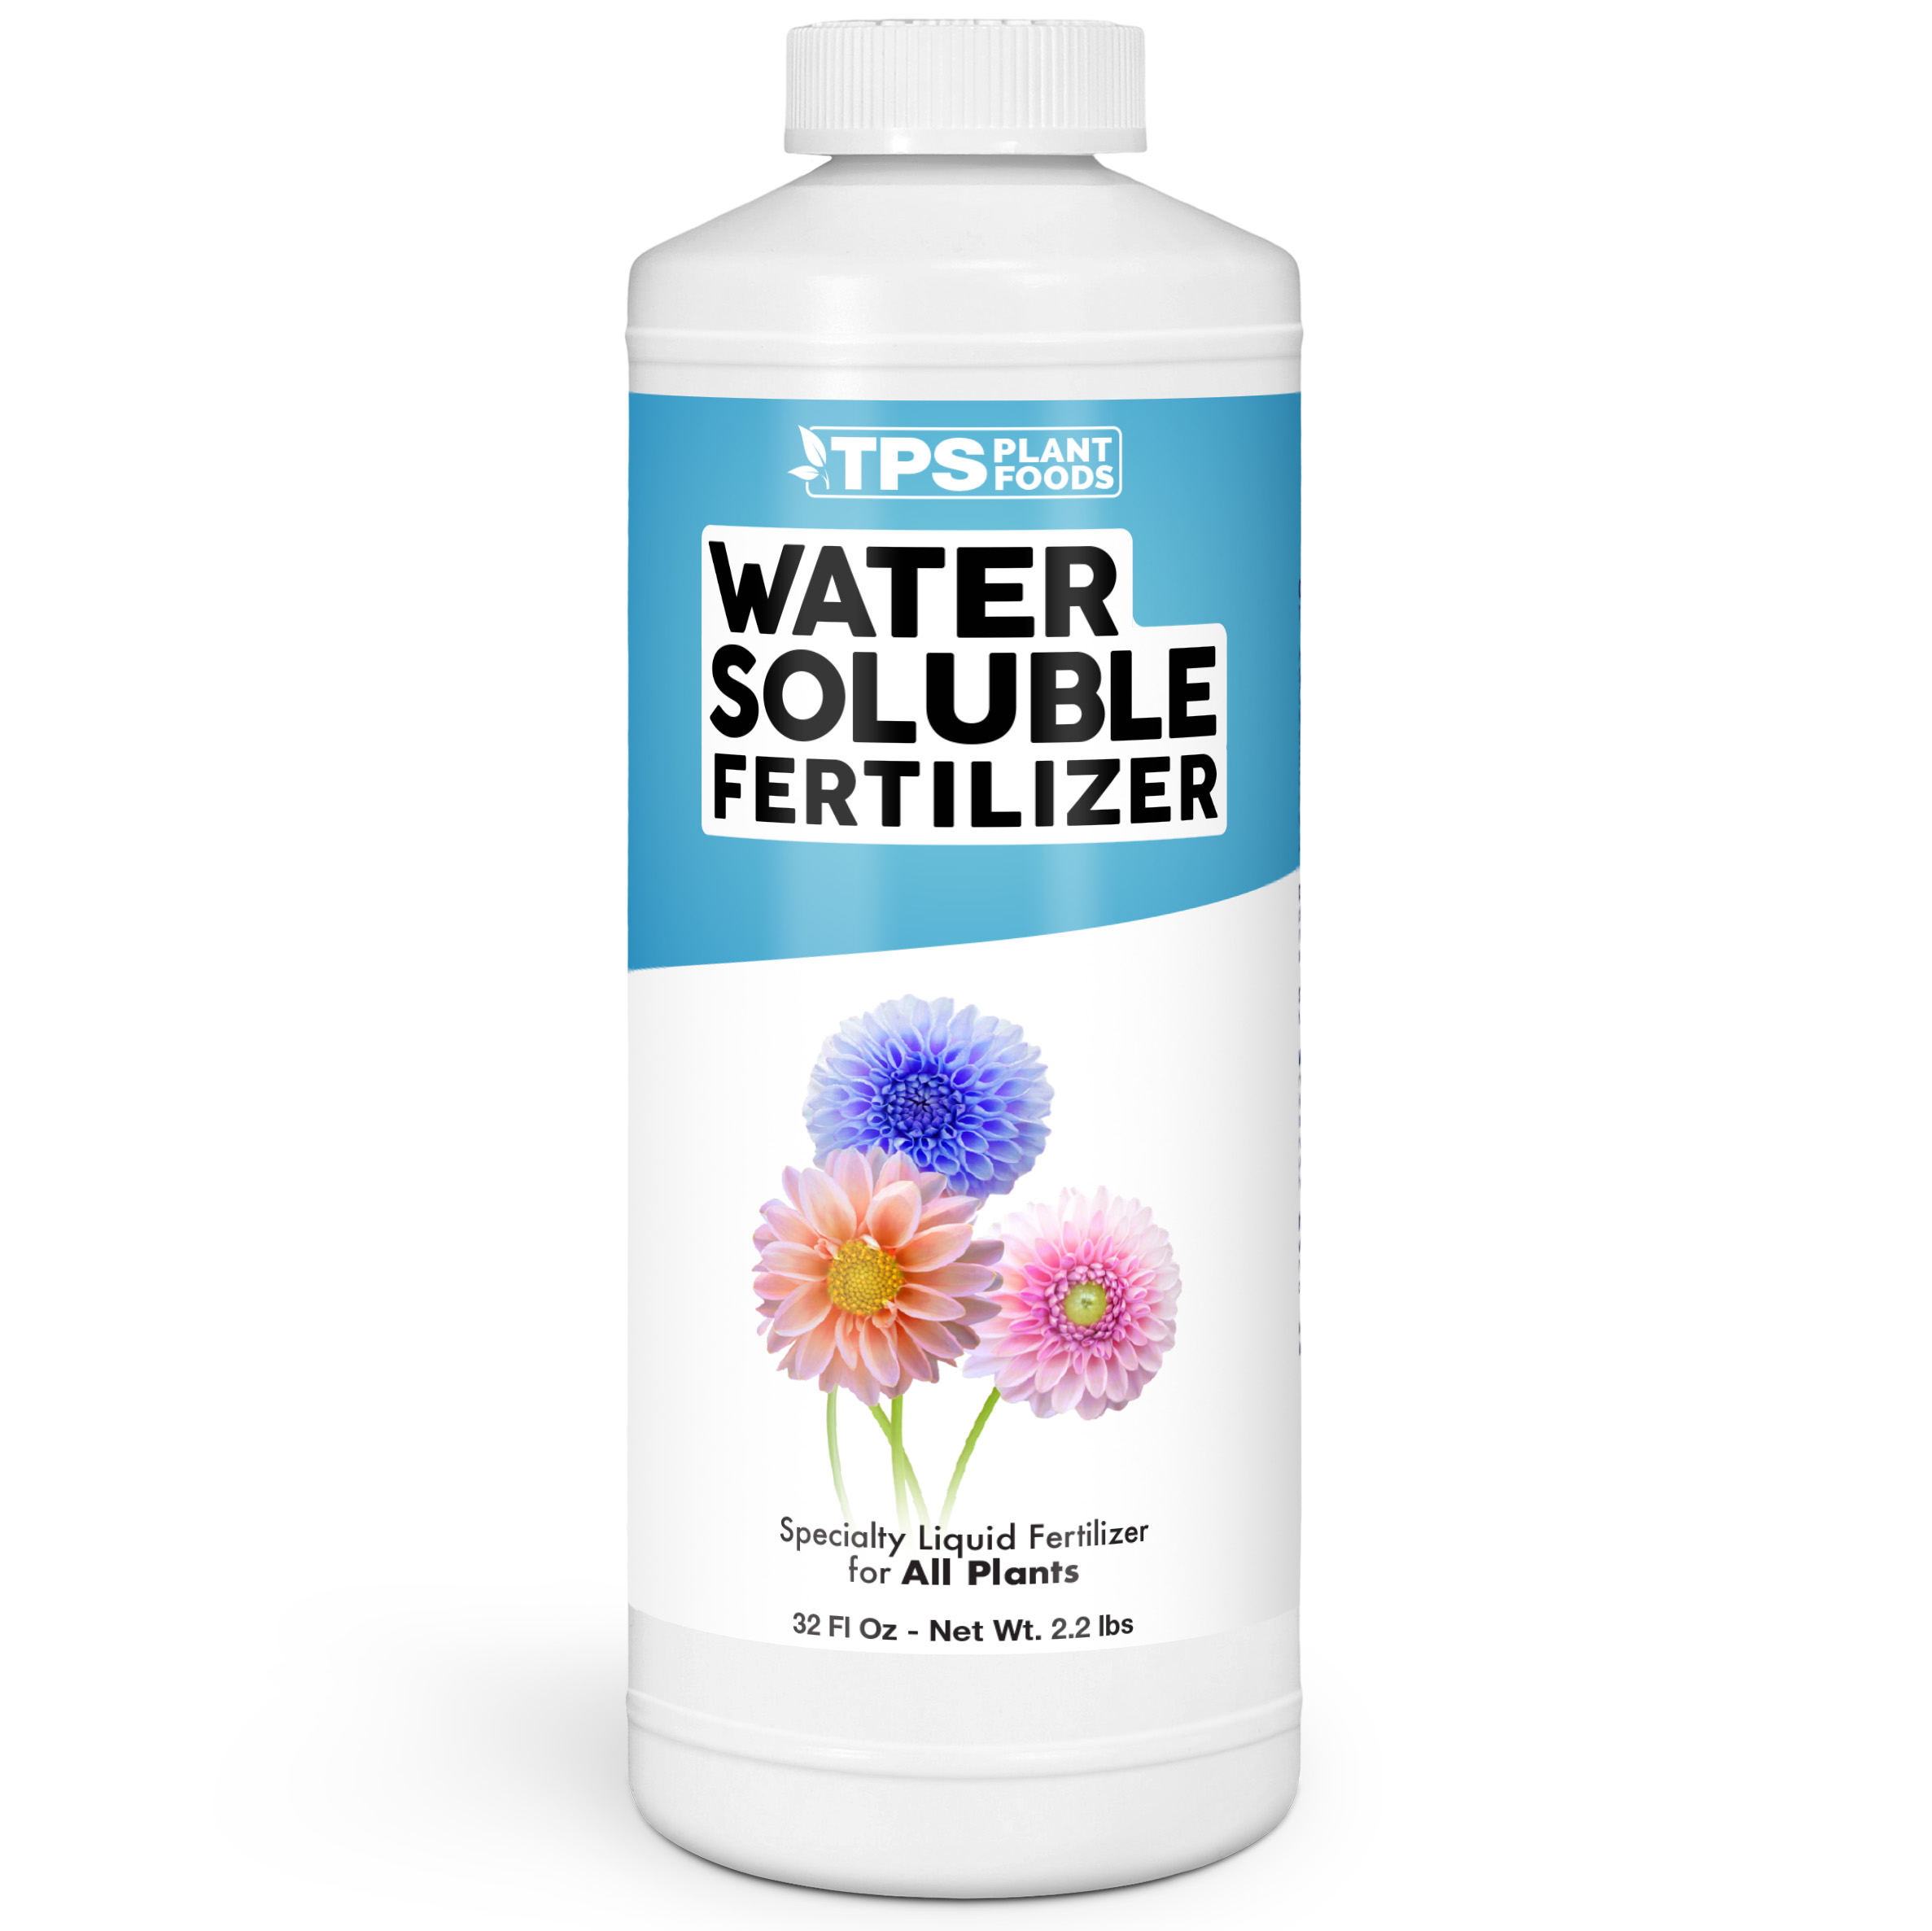 TPS PLANT FOODS
WATER
SOLUBLE
FERTILIZER
Specialty Liquid Fertilizer
for All Plants
32 Fl Oz - Net Wt. 2.2 lbs